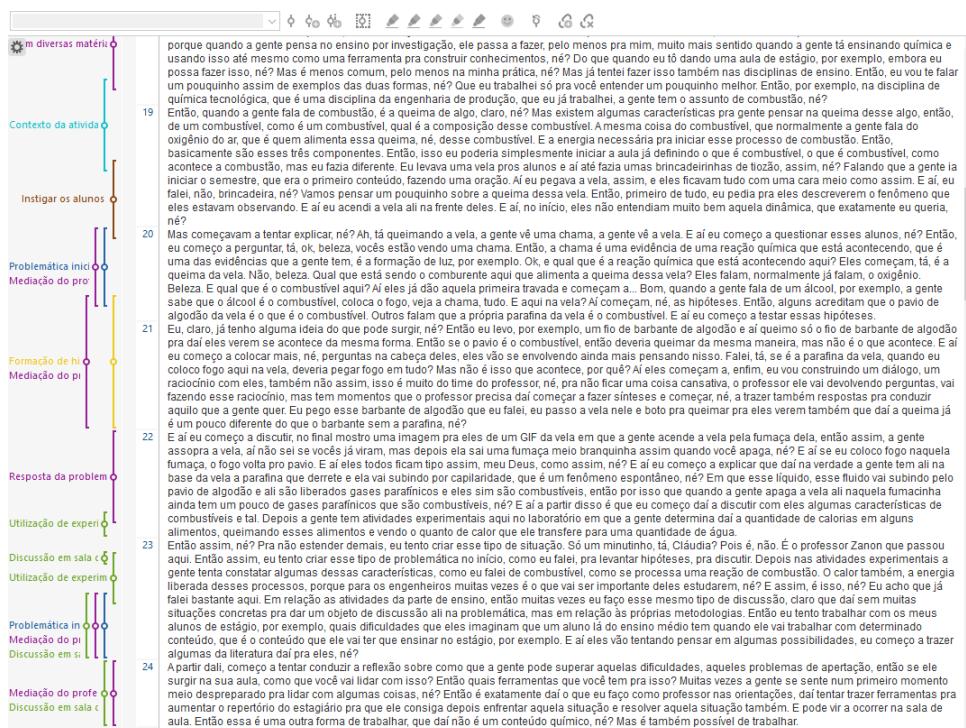 m diversas matéria
porque quando a gente pensa no ensino por investigação, ele passa a fazer, pelo menos pra mim, muito mais sentido quando a gente tá ensinando química e
usando isso até mesmo como uma ferramenta pra construir conhecimentos, né? Do que quando eu tô dando uma aula de estágio, por exemplo, embora eu
possa fazer isso, né? Mas é menos comum, pelo menos na minha prática, né? Mas já tentei fazer isso também nas disciplinas de ensino. Então, eu vou te falar
um pouquinho assim de exemplos das duas formas, né? Que eu trabalhei só pra você entender um pouquinho melhor. Então, por exemplo, na disciplina de
química tecnológica, que é uma disciplina da engenharia de produção, que eu já trabalhei, a gente tem o assunto de combustão, né?
19 Então, quando a gente fala de combustão, é a queima de algo, claro, né? Mas existem algumas características pra gente pensar na queima desse algo, então,
Contexto da ativida
de um combustível, como é um combustível, qual é a composição desse combustível. A mesma coisa do combustível, que normalmente a gente fala do
oxigênio do ar, que é quem alimenta essa queima, né, desse combustível. E a energia necessária pra iniciar esse processo de combustão. Então,
basicamente são esses três componentes. Então, isso eu poderia simplesmente iniciar a aula já definindo o que é combustível, o que é combustível, como
acontece a combustão, mas eu fazia diferente. Eu levava uma vela pros alunos e aí até fazia umas brincadeirinhas de tiozão, assim, né? Falando que a gente ia
Instigar os alunos
iniciar o semestre, que era o primeiro conteúdo, fazendo uma oração. Aí eu pegava a vela, assim, e eles ficavam tudo com uma cara meio como assim. E aí, eu
falei, não, brincadeira, né? Vamos pensar um pouquinho sobre a queima dessa vela. Então, primeiro de tudo, eu pedia pra eles descreverem o fenômeno que
eles estavam observando. E aí eu acendi a vela ali na frente deles. E aí, no início, eles não entendiam muito bem aquela dinâmica, que exatamente eu queria,
né?
20 Mas começavam a tentar explicar, né? Ah, tá queimando a vela, a gente vê uma chama, a gente vê a vela. E aí eu começo a questionar esses alunos, né? Então,
eu começo a perguntar, tá, ok, beleza, vocês estão vendo uma chama. Então, a chama é uma evidência de uma reação química que está acontecendo, que é
Problemática inici
uma das evidências que a gente tem, é a formação de luz, por exemplo. Ok, e qual é a reação química que está acontecendo aqui? Eles começam, tá, é a
Mediação do pro
queima da vela. Não, beleza. Qual que está sendo o comburente aqui que alimenta a queima dessa vela? Eles falam, normalmente já falam, o oxigênio.
Beleza. E qual que é o combustível aqui? Aí eles já dão aquela primeira travada e começam a... Bom, quando a gente fala de um álcool, por exemplo, a gente
sabe que o álcool é o combustível, coloca o fogo, veja a chama, tudo. E aqui na vela? Aí começam, né, as hipóteses. Então, alguns acreditam que o pavio de
algodão da vela é o que é o combustível. Outros falam que a própria parafina da vela é o combustível. E aí eu começo a testar essas hipóteses.
21 Eu, claro, já tenho alguma ideia do que pode surgir, né? Então eu levo, por exemplo, um fio de barbante de algodão e aí queimo só o fio de barbante de algodão
pra daí eles verem se acontece da mesma forma. Então se o pavio é o combustível, então deveria queimar da mesma maneira, mas não é o que acontece. E aí
Formação de hi
eu começo a colocar mais, né, perguntas na cabeça deles, eles vão se envolvendo ainda mais pensando nisso. Falei, tá, se é a parafina da vela, quando eu
Mediação do pi
coloco fogo aqui na vela, deveria pegar fogo em tudo? Mas não é isso que acontece, por quê? Aí eles começam a, enfim, eu vou construindo um diálogo, um
raciocínio com eles, também não assim, isso é muito do time do professor, né, pra não ficar uma coisa cansativa, o professor ele vai devolvendo perguntas, vai
fazendo esse raciocínio, mas tem momentos que o professor precisa daí começar a fazer sínteses e começar, né, a trazer também respostas pra conduzir
aquilo que a gente quer. Eu pego esse barbante de algodão que eu falei, eu passo a vela nele e boto pra queimar pra eles verem também que daí a queima já
é um pouco diferente do que o barbante sem a parafina, né?
22 E aí eu começo a discutir, no final mostro uma imagem pra eles de um GIF da vela em que a gente acende a vela pela fumaça dela, então assim, a gente
assopra a vela, aí não sei se vocês já viram, mas depois ela sai uma fumaça meio branquinha assim quando você apaga, né? E aí se eu coloco fogo naquela
fumaça, o fogo volta pro pavio. E aí eles todos ficam tipo assim, meu Deus, como assim, né? E aí eu começo a explicar que daí na verdade a gente tem ali na
Resposta da problem
base da vela a parafina que derrete e ela vai subindo por capilaridade, que é um fenômeno espontâneo, né? Em que esse líquido, esse fluido vai subindo pelo
pavio de algodão e ali são liberados gases parafínicos e eles sim são combustíveis, então por isso que quando a gente apaga a vela ali naquela fumacinha
ainda tem um pouco de gases parafínicos que são combustíveis, né? E aí a partir disso é que eu começo daí a discutir com eles algumas características de
Utilização de experi
combustíveis e tal. Depois a gente tem atividades experimentais aqui no laboratório em que a gente determina daí a quantidade de calorias em alguns
alimentos, queimando esses alimentos e vendo o quanto de calor que ele transfere para uma quantidade de água.
23 Então assim, né? Pra não estender demais, eu tento criar esse tipo de situação. Só um minutinho, tá, Cláudia? Pois é, não. É o professor Zanon que passou
Discussão em sala c
aqui. Então assim, eu tento criar esse tipo de problemática no início, como eu falei, pra levantar hipóteses, pra discutir. Depois nas atividades experimentais a
Utilização de experim
gente tenta constatar algumas dessas características, como eu falei de combustível, como se processa uma reação de combustão. O calor também, a energia
liberada desses processos, porque para os engenheiros muitas vezes é o que vai ser importante deles estudarem, né? E assim, é isso, né? Eu acho que já
falei bastante aqui. Em relação as atividades da parte de ensino, então muitas vezes eu faço esse mesmo tipo de discussão, claro que daí sem muitas
situações concretas pra dar um objeto de discussão ali na problemática, mas em relação às próprias metodologias. Então eu tento trabalhar com os meus
Problemática in
alunos de estágio, por exemplo, quais dificuldades que eles imaginam que um aluno lá do ensino médio tem quando ele vai trabalhar com determinado
Mediação do pi
conteúdo, que é o conteúdo que ele vai ter que ensinar no estágio, por exemplo. E aí eles vão tentando pensar em algumas possibilidades, eu começo a trazer
Discussão em s
algumas da literatura daí pra eles, né?
24 A partir dali, começo a tentar conduzir a reflexão sobre como que a gente pode superar aquelas dificuldades, aqueles problemas de apertação, então se ele
surgir na sua aula, como que você vai lidar com isso? Então quais ferramentas que você tem pra isso? Muitas vezes a gente se sente num primeiro momento
Mediação do profe
meio despreparado pra lidar com algumas coisas, né? Então é exatamente daí o que eu faço como professor nas orientações, daí tentar trazer ferramentas pra
Discussão em sala c
aumentar o repertório do estagiário pra que ele consiga depois enfrentar aquela situação e resolver aquela situação também. E pode vir a ocorrer na sala de
aula. Então essa é uma outra forma de trabalhar, que daí não é um conteúdo químico, né? Mas é também possível de trabalhar.